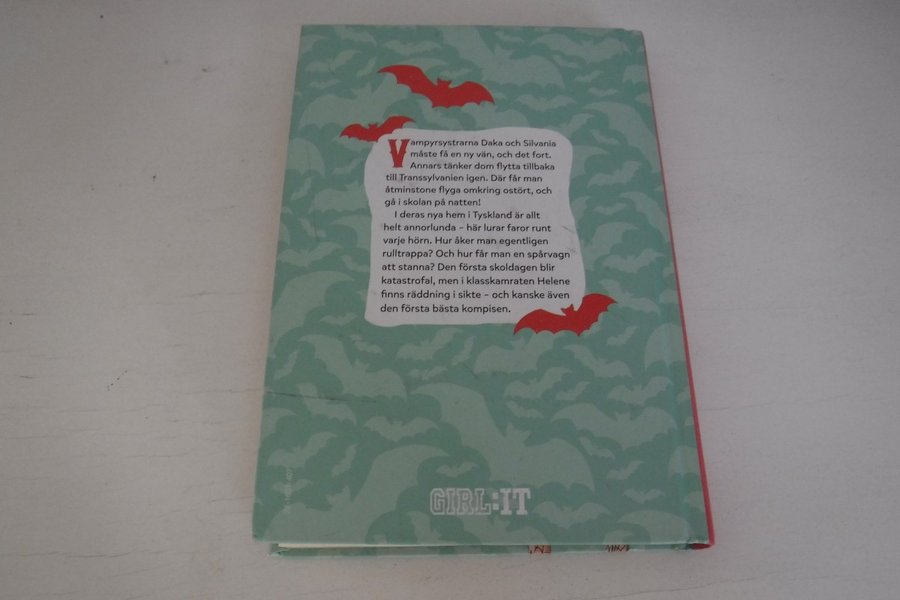 Vampyrsystrarna Daka och Silvania
måste få en ny vän, och det fort.
Annars tänker dom flytta tillbaka
till Transsylvanien igen. Där får man
åtminstone flyga omkring ostört, och
gå i skolan på natten!
I deras nya hem i Tyskland är allt
helt annorlunda – här lurar faror runt
varje hörn. Hur åker man egentligen
rulltrappa? Och hur får man en spårvagn
att stanna? Den första skoldagen blir
katastrofal, men i klasskamraten Helene
finns räddning i sikte – och kanske även
den första bästa kompisen.
GIRL:IT